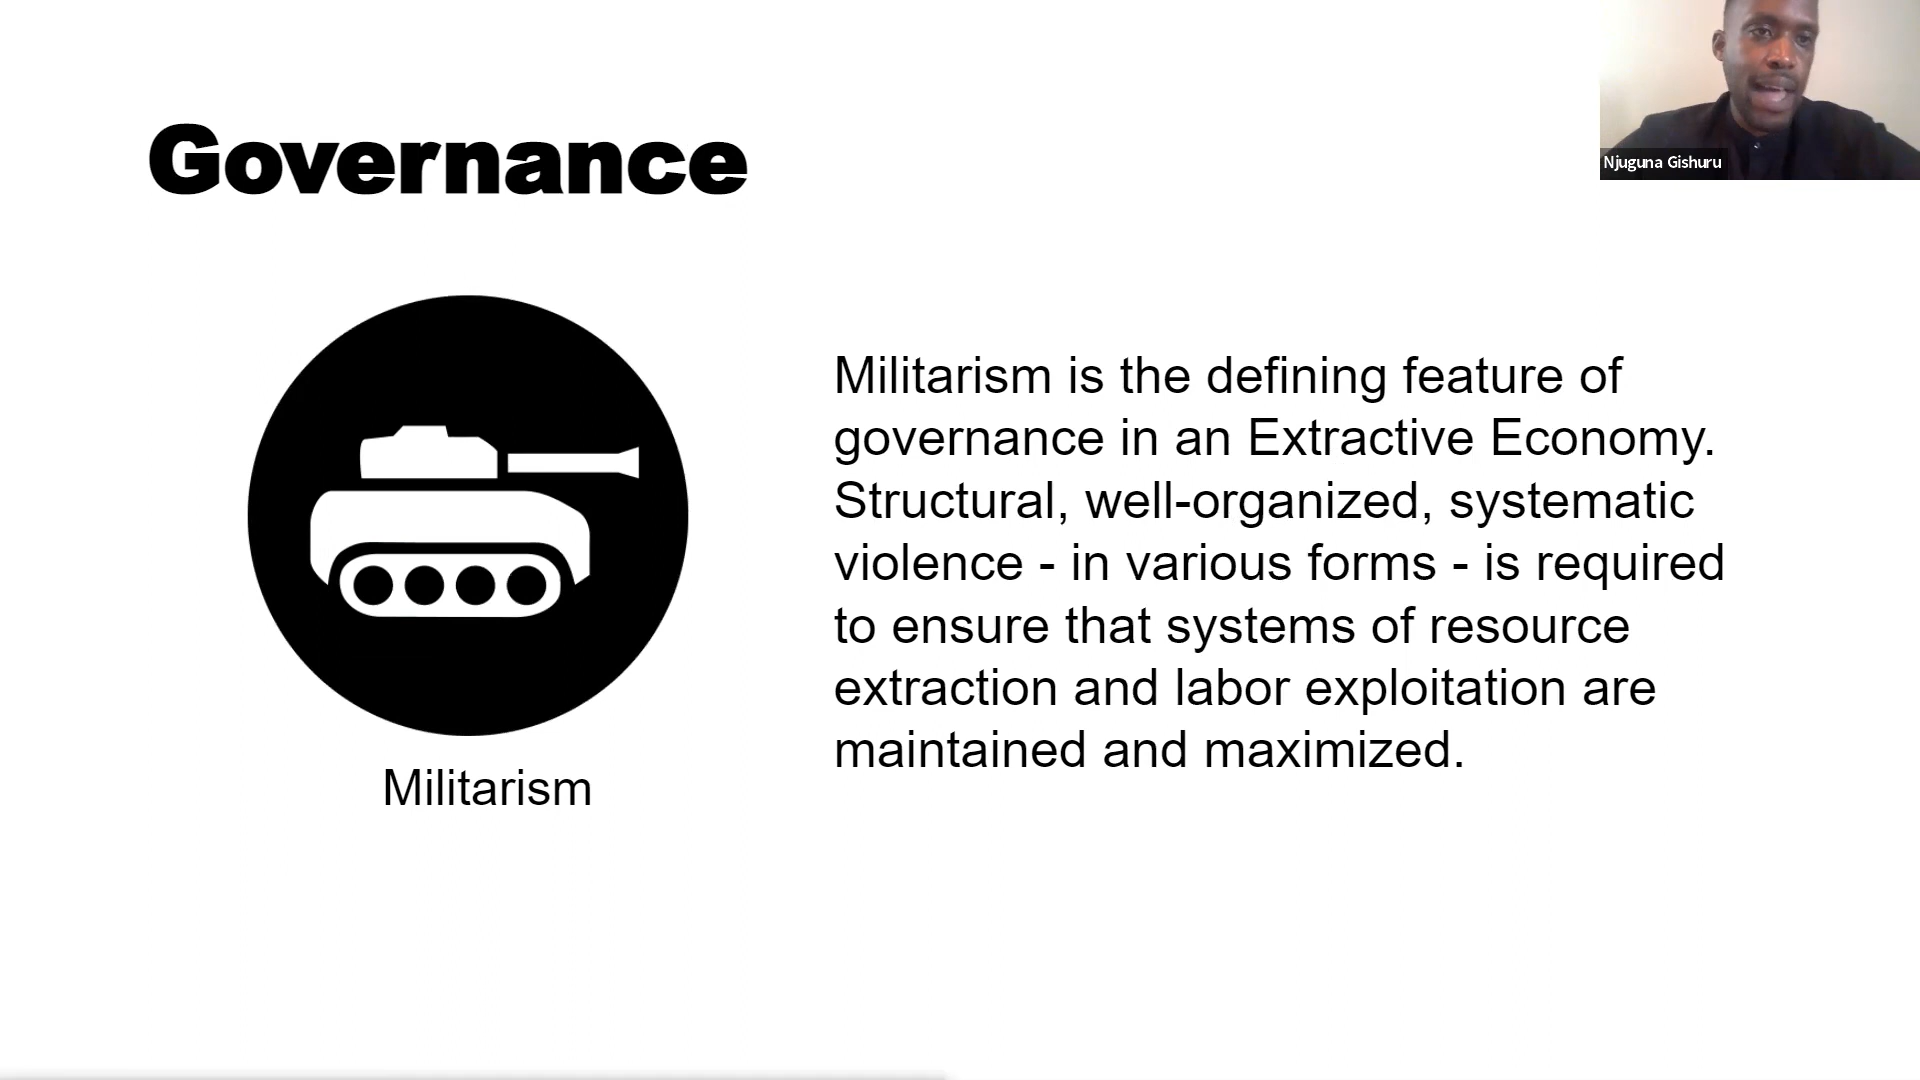 Governance
Njuguna Gishuru
Militarism is the defining feature of
governance in an Extractive Economy.
Structural, well-organized, systematic
violence - in various forms - is required
to ensure that systems of resource
extraction and labor exploitation are
maintained and maximized.
Militarism